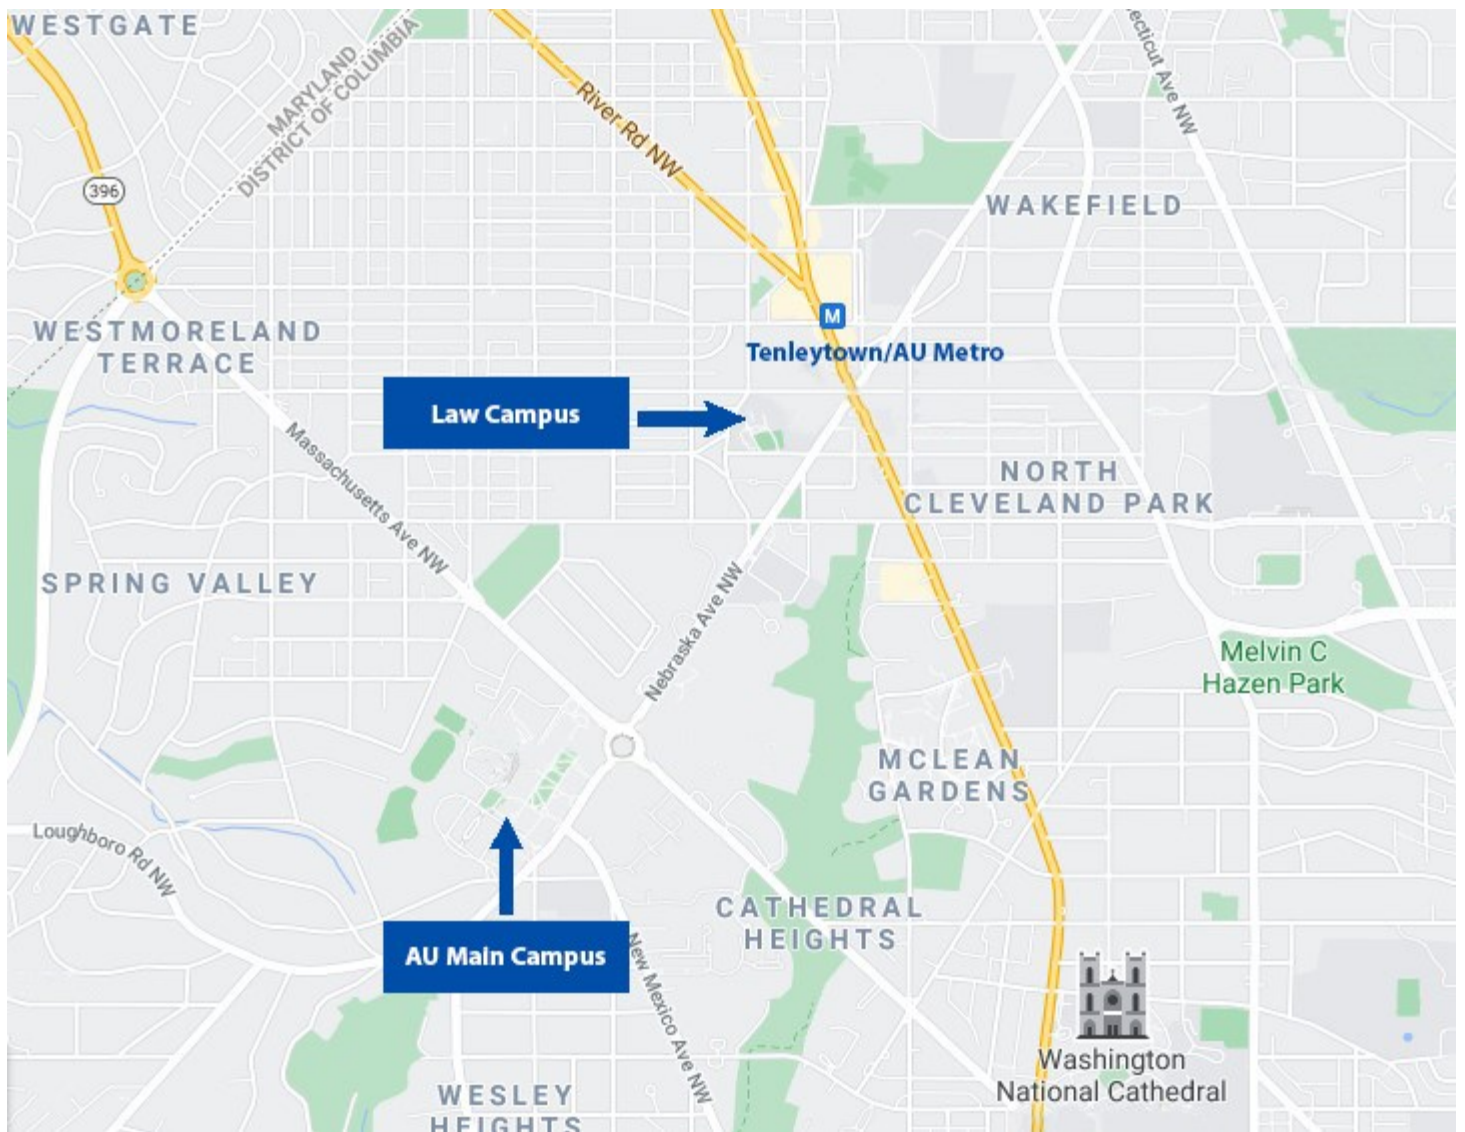 WESTGATE
MARYLAND
DISTRICT OF COLUMBIA
River Rd NW
ecticut Ave NW
396
WAKEFIELD
M
WESTMORELAND
TERRACE
Tenleytown/AU Metro
Law Campus
Massachusetts Ave NW
NORTH
CLEVELAND PARK
SPRING VALLEY
Nebraska Ave NW
Melvin C
Hazen Park
MCLEAN
GARDENS
Loughboro Rd NW
CATHEDRAL
HEIGHTS
AU Main Campus
New Mexico Ave NW
Washington
National Cathedral
WESLEY
HEIGHTS